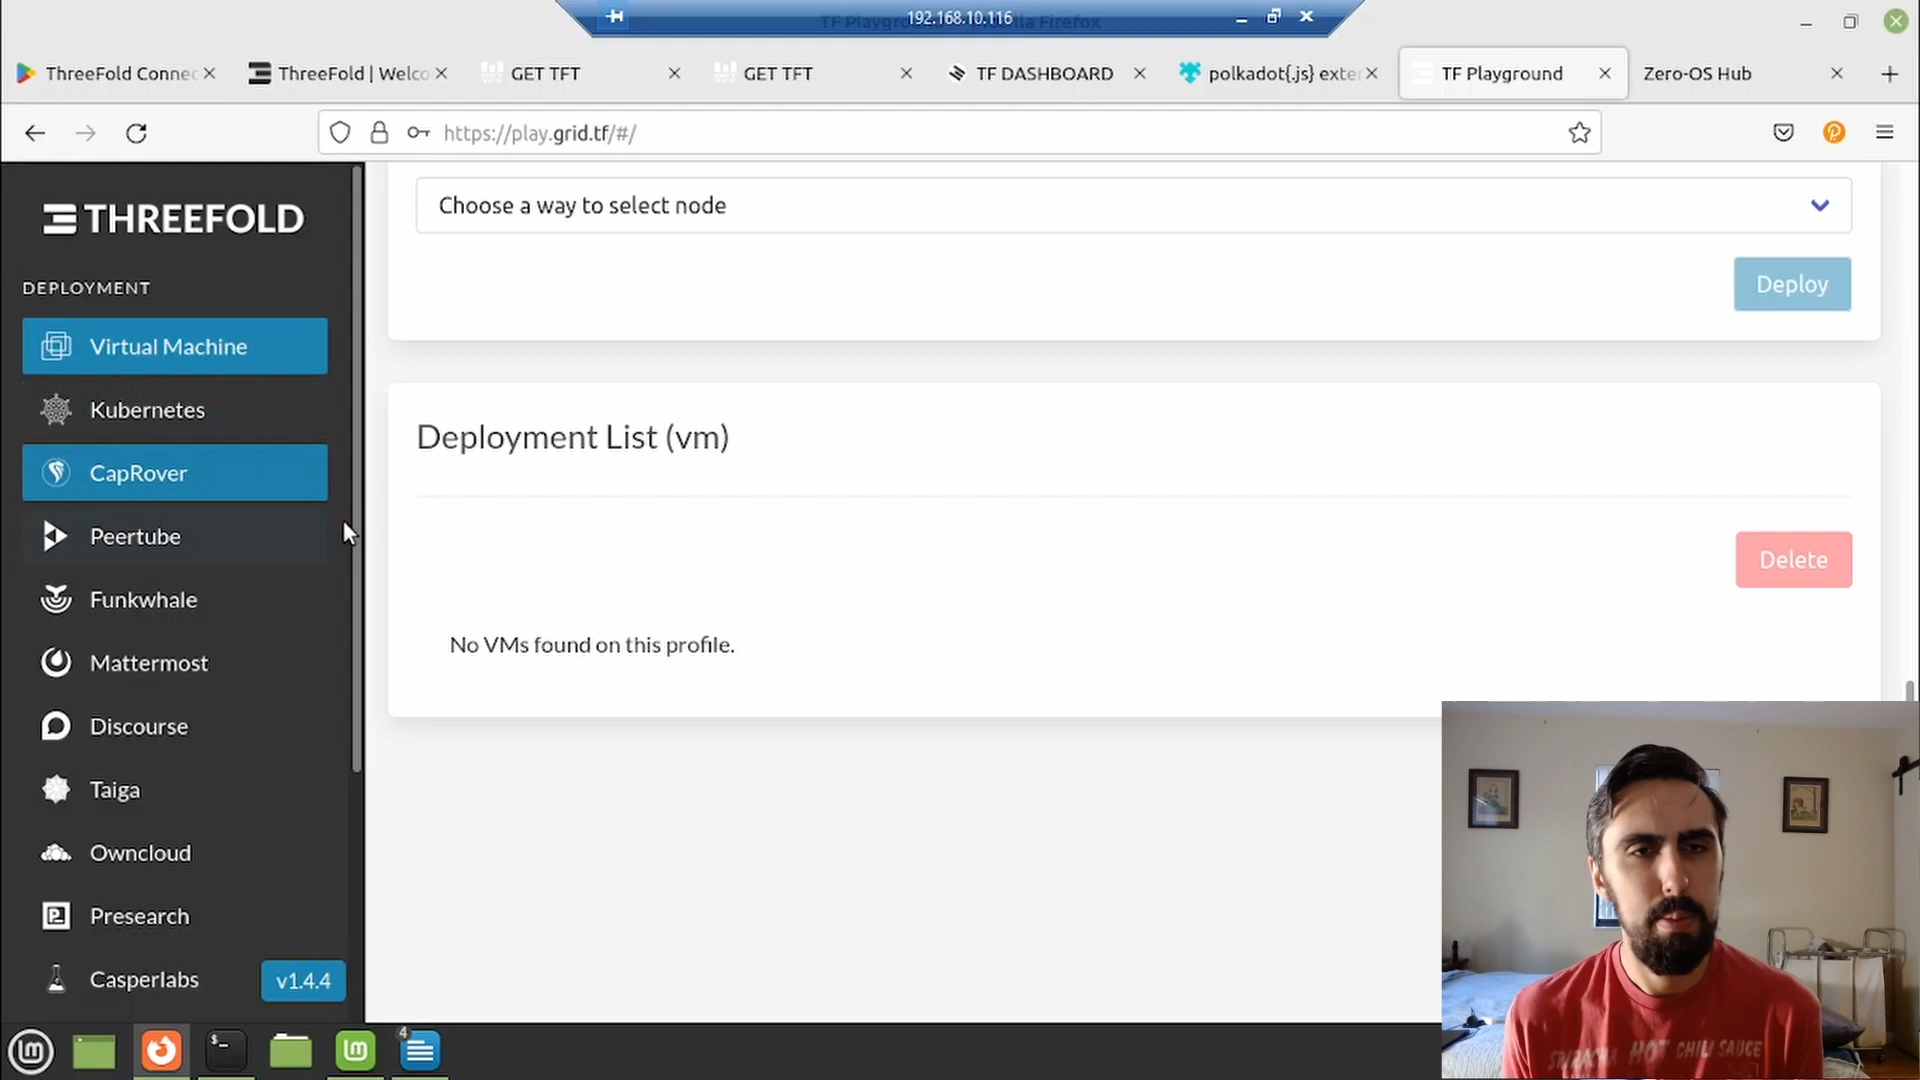 192.168.10.116
ThreeFold Connec
ThreeFold | Welco
GET TFT
GET TFT
TF DASHBOARD
polkadot{.js} exte
TF Playground
Zero-OS Hub
https://play.grid.tf/#/
THREEFOLD
DEPLOYMENT
Virtual Machine
Kubernetes
CapRover
Peertube
Funkwhale
Mattermost
Discourse
Taiga
Owncloud
Presearch
Casperlabs
v1.4.4
Choose a way to select node
Deploy
Deployment List (vm)
Delete
No VMs found on this profile.
4
SRIRACHA HOT CHILI SAUCE